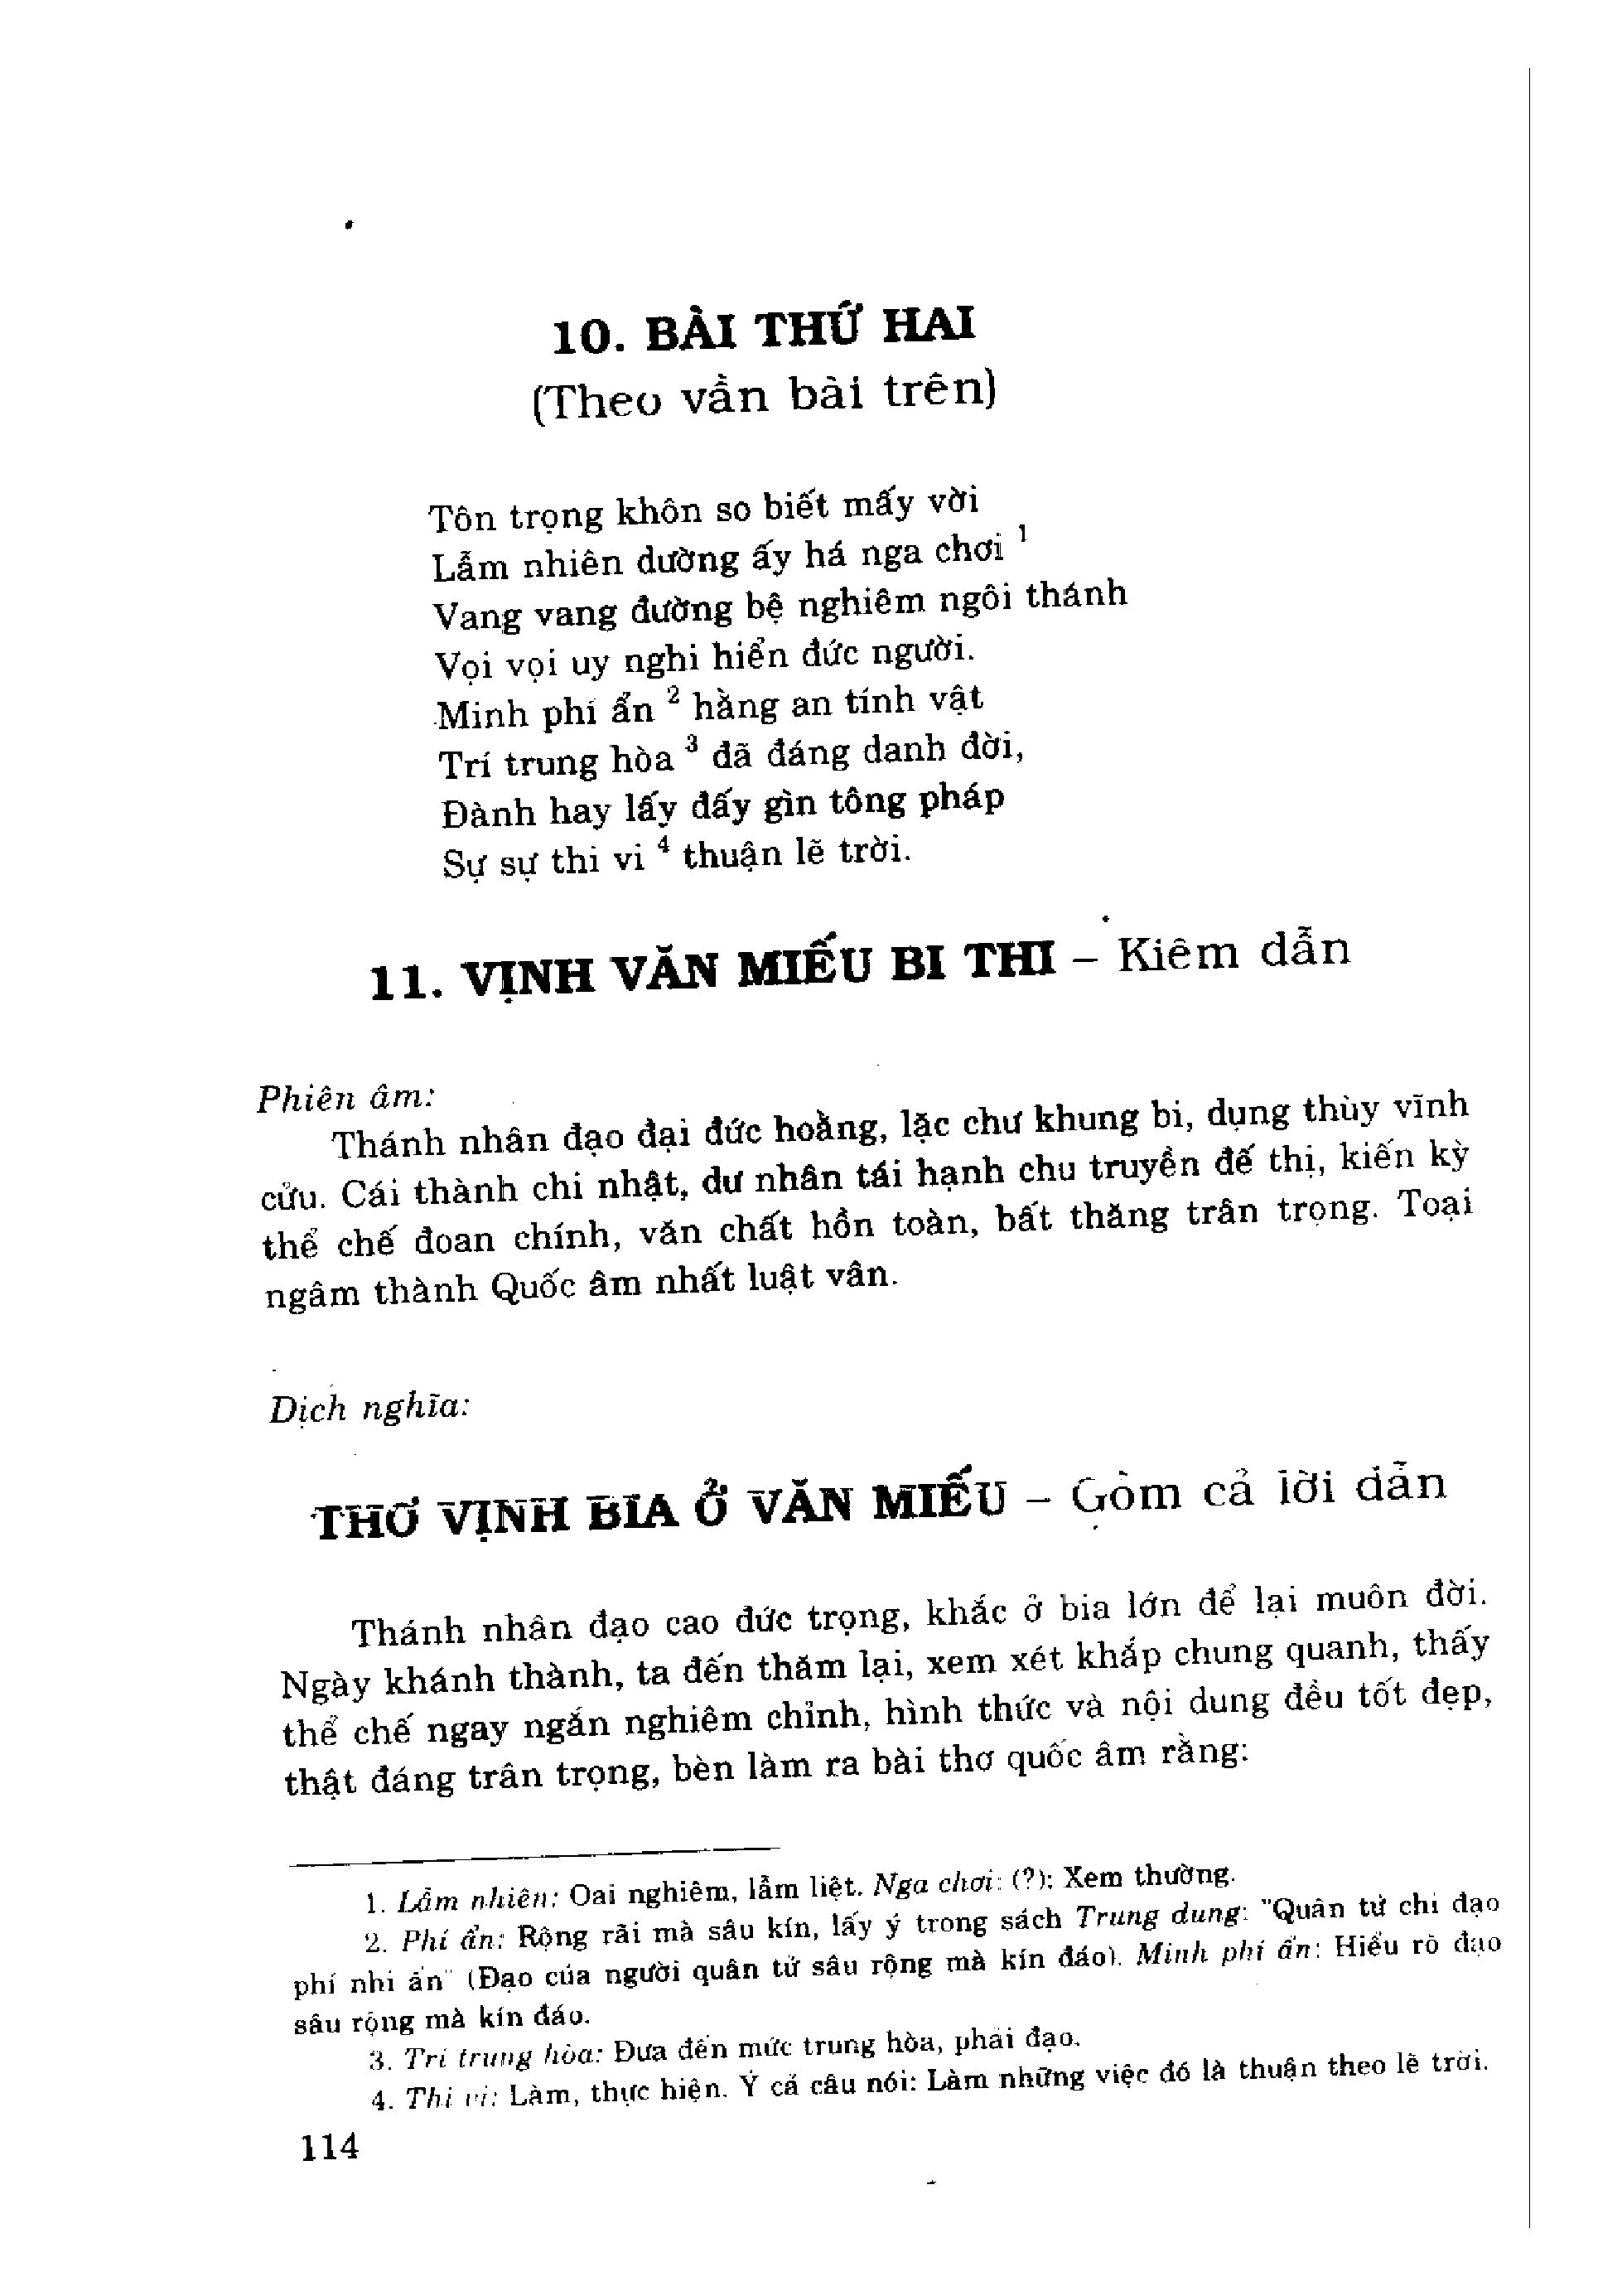 10. BÀI THỨ HAI
(Theo vần bài trên)
Tôn trọng khôn so biết mấy vời
Lẫm nhiên dường ấy há nga chơi ¹
Vang vang đường bệ nghiêm ngôi thánh
Vọi vọi uy nghi hiển đức người.
Minh phí ẩn ² hằng an tính vật
Trí trung hòa ³ đã đáng danh đời,
Đành hay lấy đấy gìn tông pháp
Sự sự thi vi ⁴ thuận lẽ trời.
11. VỊNH VĂN MIẾU BI THI – Kiêm dẫn
Phiên âm:
Thánh nhân đạo đại đức hoằng, lặc chư khung bi, dụng thùy vĩnh
cửu. Cái thành chi nhật, dư nhân tái hạnh chu truyền đế thị, kiến kỳ
thể chế đoan chính, văn chất hồn toàn, bất thăng trân trọng. Toại
ngâm thành Quốc âm nhất luật vân.
Dịch nghĩa:
THƠ VỊNH BIA Ở VĂN MIẾU – Gồm cả lời dẫn
Thánh nhân đạo cao đức trọng, khắc ở bia lớn để lại muôn đời.
Ngày khánh thành, ta đến thăm lại, xem xét khắp chung quanh, thấy
thể chế ngay ngắn nghiêm chỉnh, hình thức và nội dung đều tốt đẹp,
thật đáng trân trọng, bèn làm ra bài thơ quốc âm rằng:
1. Lẫm nhiên: Oai nghiêm, lẫm liệt. Nga chơi: (?): Xem thường.
2. Phí ẩn: Rộng rãi mà sâu kín, lấy ý trong sách Trung dung: "Quân tử chi đạo
phí nhi ẩn" (Đạo của người quân tử sâu rộng mà kín đáo). Minh phí ẩn: Hiểu rõ đạo
sâu rộng mà kín đáo.
3. Trí trung hòa: Đưa đến mức trung hòa, phải đạo.
4. Thi vi: Làm, thực hiện. Ý cả câu nói: Làm những việc đó là thuận theo lẽ trời.
114